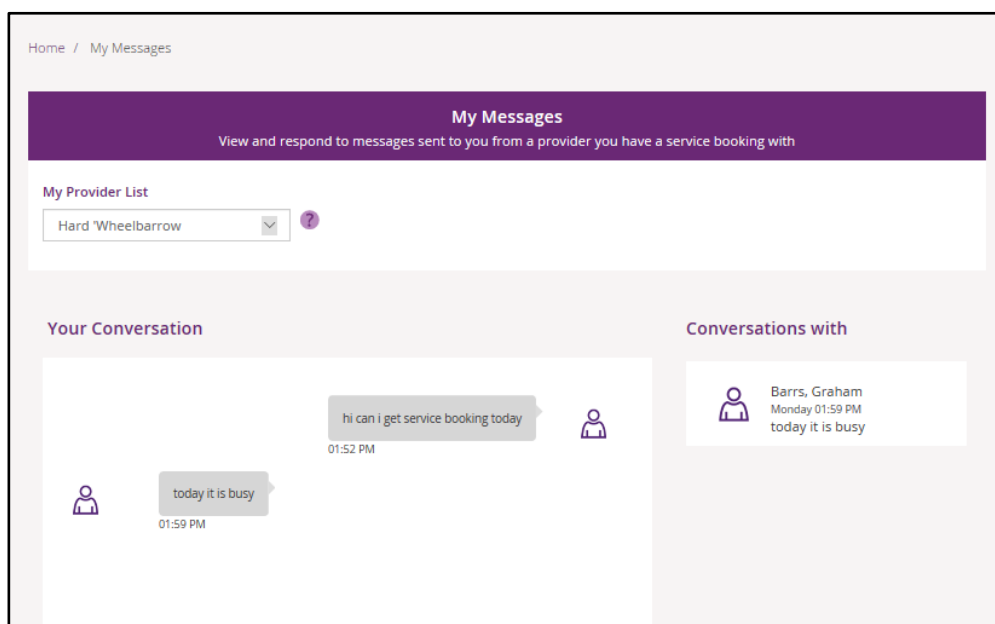 Home / My Messages
My Messages
View and respond to messages sent to you from a provider you have a service booking with
My Provider List
Hard 'Wheelbarrow
?
Your Conversation
Conversations with
hi can i get service booking today
01:52 PM
today it is busy
01:59 PM
Barrs, Graham
Monday 01:59 PM
today it is busy